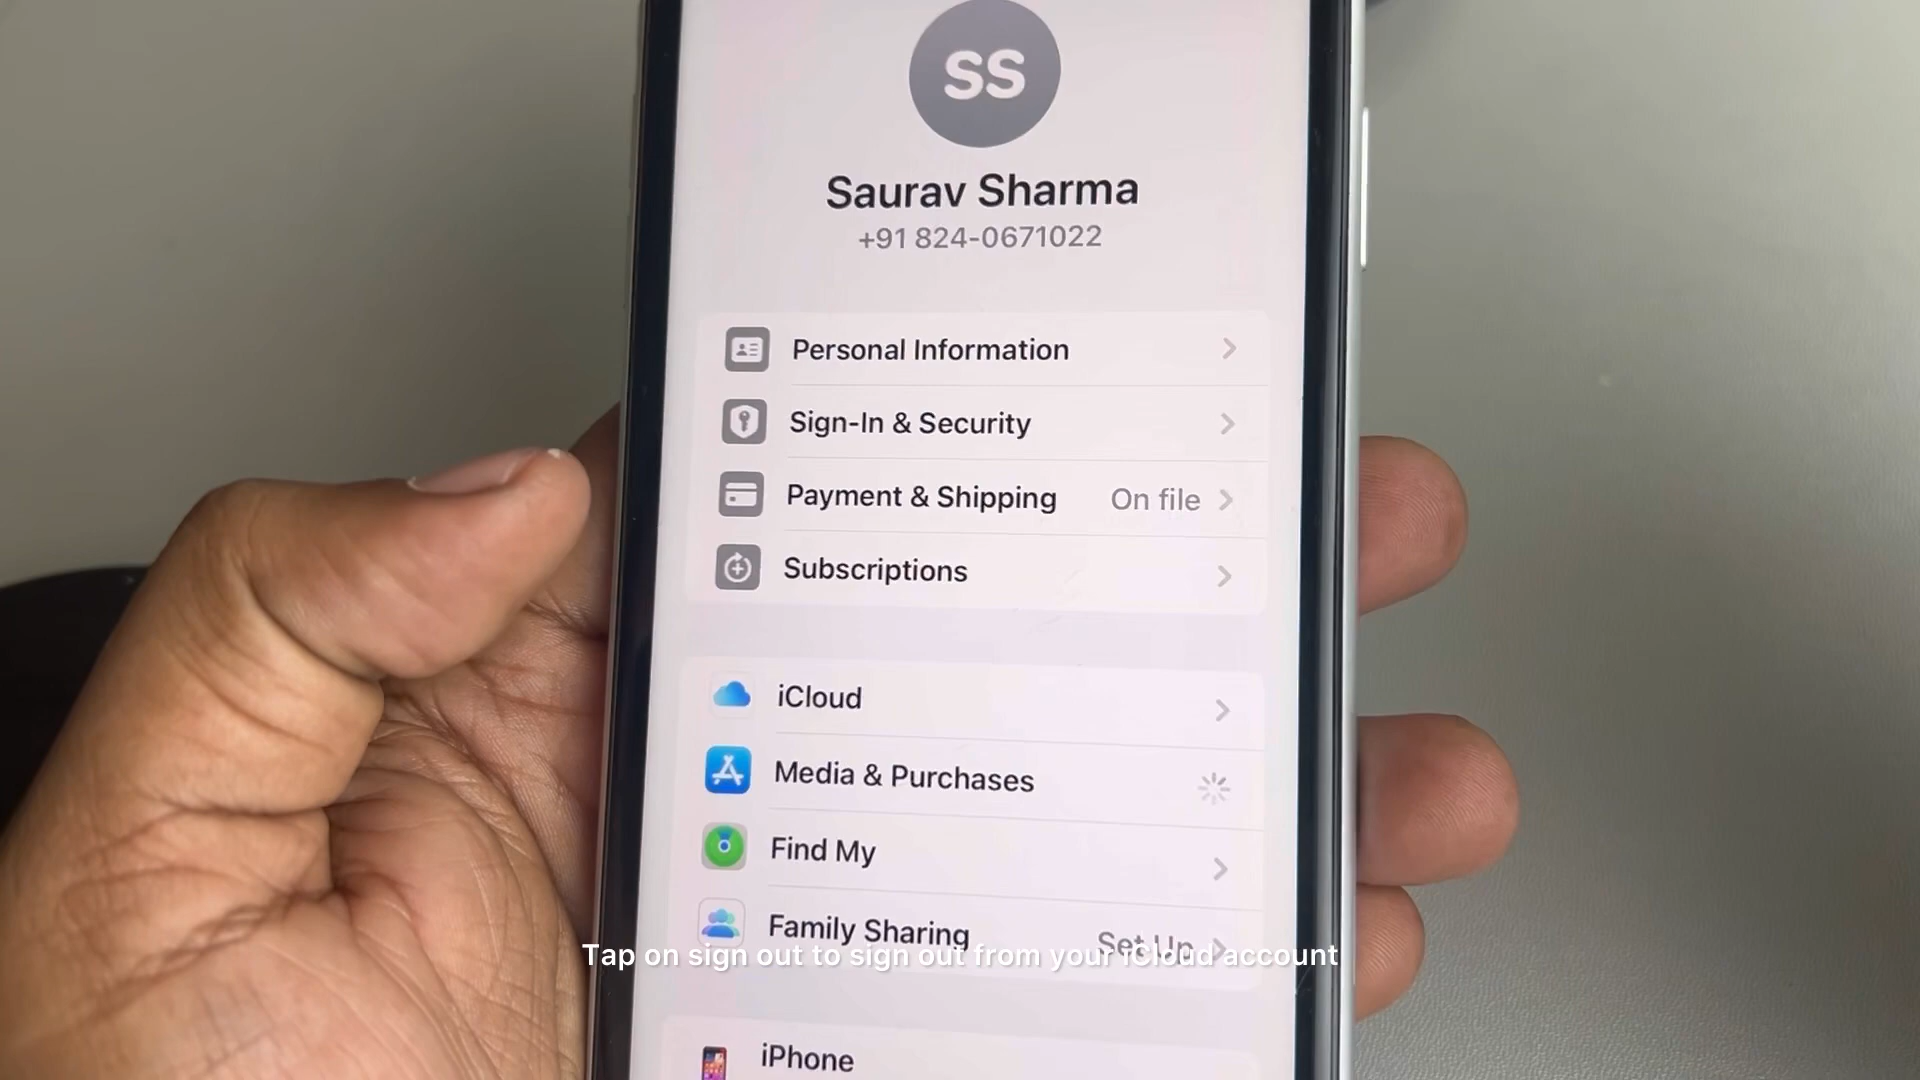 SS
Saurav Sharma
+91 824-0671022
Personal Information
Sign-In & Security
Payment & Shipping On file
Subscriptions
iCloud
Media & Purchases
Find My
Family Sharing Set Up
Tap on sign out to sign out from your iCloud account
iPhone